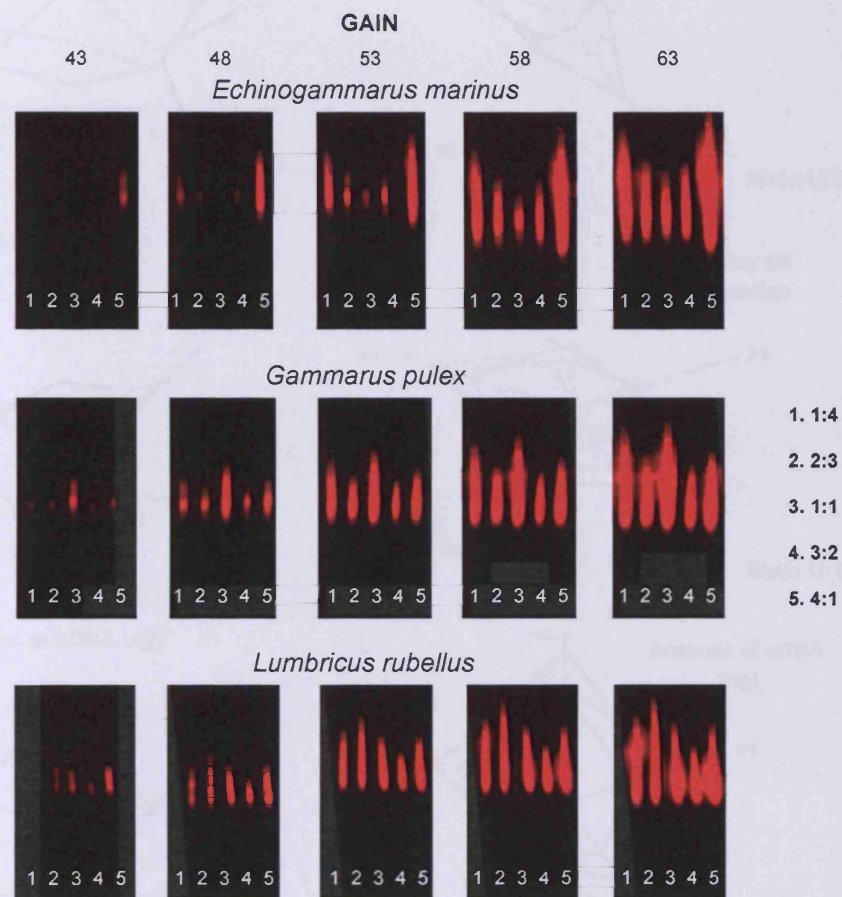 GAIN
43 48 53 58 63
Echinogammarus marinus
1 2 3 4 5 1 2 3 4 5 1 2 3 4 5 1 2 3 4 5 1 2 3 4 5
Gammarus pulex
1. 1:4
2. 2:3
3. 1:1
4. 3:2
5. 4:1
1 2 3 4 5 1 2 3 4 5 1 2 3 4 5 1 2 3 4 5 1 2 3 4 5
Lumbricus rubellus
1 2 3 4 5 1 2 3 4 5 1 2 3 4 5 1 2 3 4 5 1 2 3 4 5